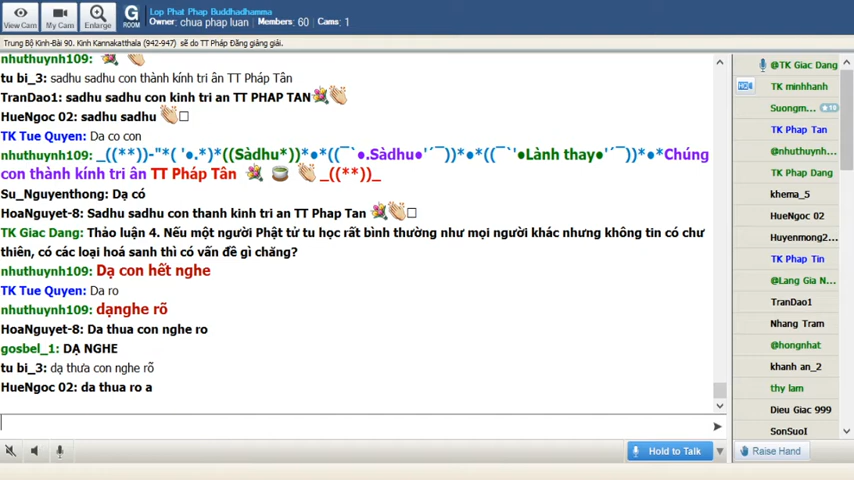 View Cam
My Cam
Enlarge
G
ROOM
Lop Phat Phap Buddhadhamma
Owner: chua phap luan Members: 60 Cams: 1
Trung Bộ Kinh-Bài 90. Kinh Kannakatthala (942-947) sẽ do TT Pháp Đăng giảng giải.
nhuthuynh109: 💐 👏
tu bi_3: sadhu sadhu con thành kính tri ân TT Pháp Tân
TranDao1: sadhu sadhu con kinh tri an TT PHAP TAN💐👏
HueNgoc 02: sadhu sadhu 👏□
TK Tue Quyen: Da co con
nhuthuynh109: _((**))-"*( '●.*)*((Sàdhu*))*●*●*((¯`●.Sàdhu●'´¯))*●*((¯`'●Lành thay●'´¯))*●*Chúng
con thành kính tri ân TT Pháp Tân 💐 🍵 👏 _((**))_
Su_Nguyenthong: Dạ có
HoaNguyet-8: Sadhu sadhu con thanh kinh tri an TT Phap Tan 💐👏□
TK Giac Dang: Thảo luận 4. Nếu một người Phật tử tu học rất bình thường như mọi người khác nhưng không tin có chư
thiên, có các loại hoá sanh thì có vấn đề gì chăng?
nhuthuynh109: Dạ con hết nghe
TK Tue Quyen: Da ro
nhuthuynh109: dạnghe rõ
HoaNguyet-8: Da thua con nghe ro
gosbel_1: DẠ NGHE
tu bi_3: dạ thưa con nghe rõ
HueNgoc 02: da thua ro a
Hold to Talk
@TK Giac Dang
HD TK minhhanh
Suongm... +18
TK Phap Tan
@nhuthuynh...
TK Phap Dang
khema_5
HueNgoc 02
Huyenmong2...
TK Phap Tin
@Lang Gia N...
TranDao1
Nhang Tram
@hongnhat
khanh an_2
thy lam
Dieu Giac 999
SonSuoI
Raise Hand